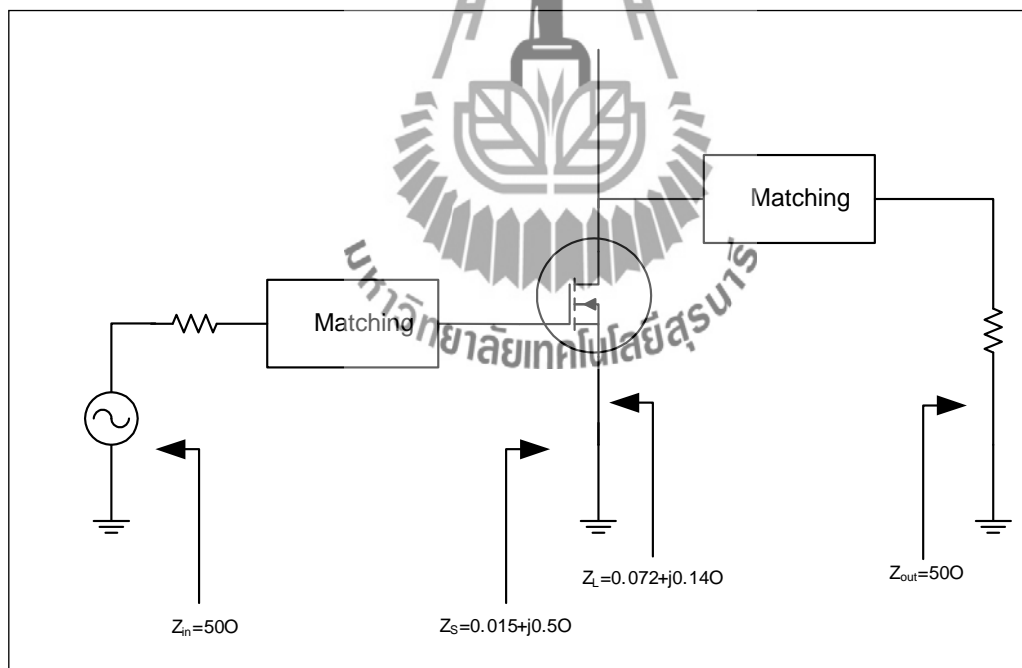 Matching
Matching
มหาวิทยาลัยเทคโนโลยีสุรนารี
Z_L=0.072+j0.14O
Z_out=50O
Z_in=50O
Z_S=0.015+j0.5O